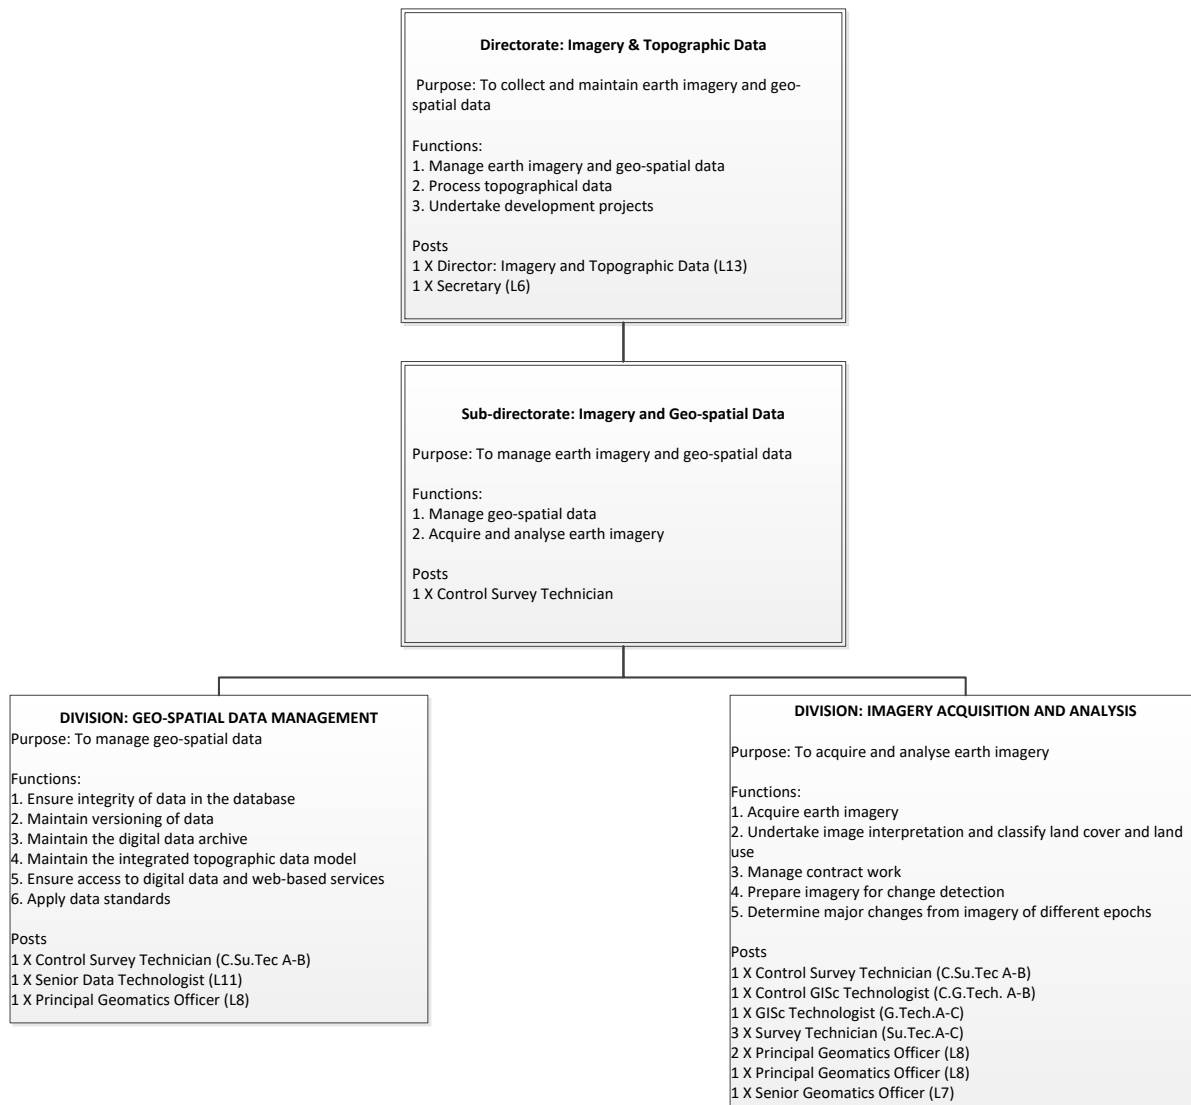 Directorate: Imagery & Topographic Data
Purpose: To collect and maintain earth imagery and geo-
spatial data
Functions:
1. Manage earth imagery and geo-spatial data
2. Process topographical data
3. Undertake development projects
Posts
1 X Director: Imagery and Topographic Data (L13)
1 X Secretary (L6)
Sub-directorate: Imagery and Geo-spatial Data
Purpose: To manage earth imagery and geo-spatial data
Functions:
1. Manage geo-spatial data
2. Acquire and analyse earth imagery
Posts
1 X Control Survey Technician
DIVISION: GEO-SPATIAL DATA MANAGEMENT
Purpose: To manage geo-spatial data
Functions:
1. Ensure integrity of data in the database
2. Maintain versioning of data
3. Maintain the digital data archive
4. Maintain the integrated topographic data model
5. Ensure access to digital data and web-based services
6. Apply data standards
Posts
1 X Control Survey Technician (C.Su.Tec A-B)
1 X Senior Data Technologist (L11)
1 X Principal Geomatics Officer (L8)
DIVISION: IMAGERY ACQUISITION AND ANALYSIS
Purpose: To acquire and analyse earth imagery
Functions:
1. Acquire earth imagery
2. Undertake image interpretation and classify land cover and land
use
3. Manage contract work
4. Prepare imagery for change detection
5. Determine major changes from imagery of different epochs
Posts
1 X Control Survey Technician (C.Su.Tec A-B)
1 X Control GISc Technologist (C.G.Tech. A-B)
1 X GISc Technologist (G.Tech.A-C)
3 X Survey Technician (Su.Tec.A-C)
2 X Principal Geomatics Officer (L8)
1 X Principal Geomatics Officer (L8)
1 X Senior Geomatics Officer (L7)